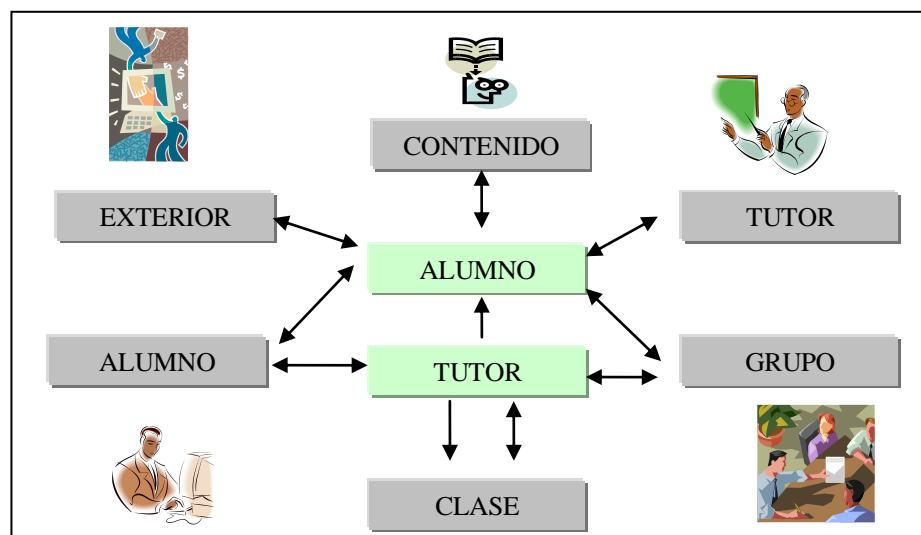 CONTENIDO
EXTERIOR
TUTOR
ALUMNO
ALUMNO
TUTOR
GRUPO
CLASE